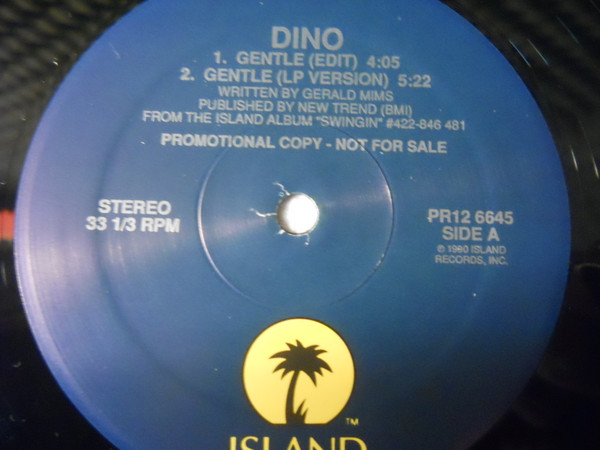 DINO
1. GENTLE (EDIT) 4:05
2. GENTLE (LP VERSION) 5:22
WRITTEN BY GERALD MIMS
PUBLISHED BY NEW TREND (BMI)
FROM THE ISLAND ALBUM "SWINGIN" #422-846 481
PROMOTIONAL COPY - NOT FOR SALE
STEREO
33 1/3 RPM
PR12 6645
SIDE A
℗ 1990 ISLAND
RECORDS, INC.
TM
ISLAND